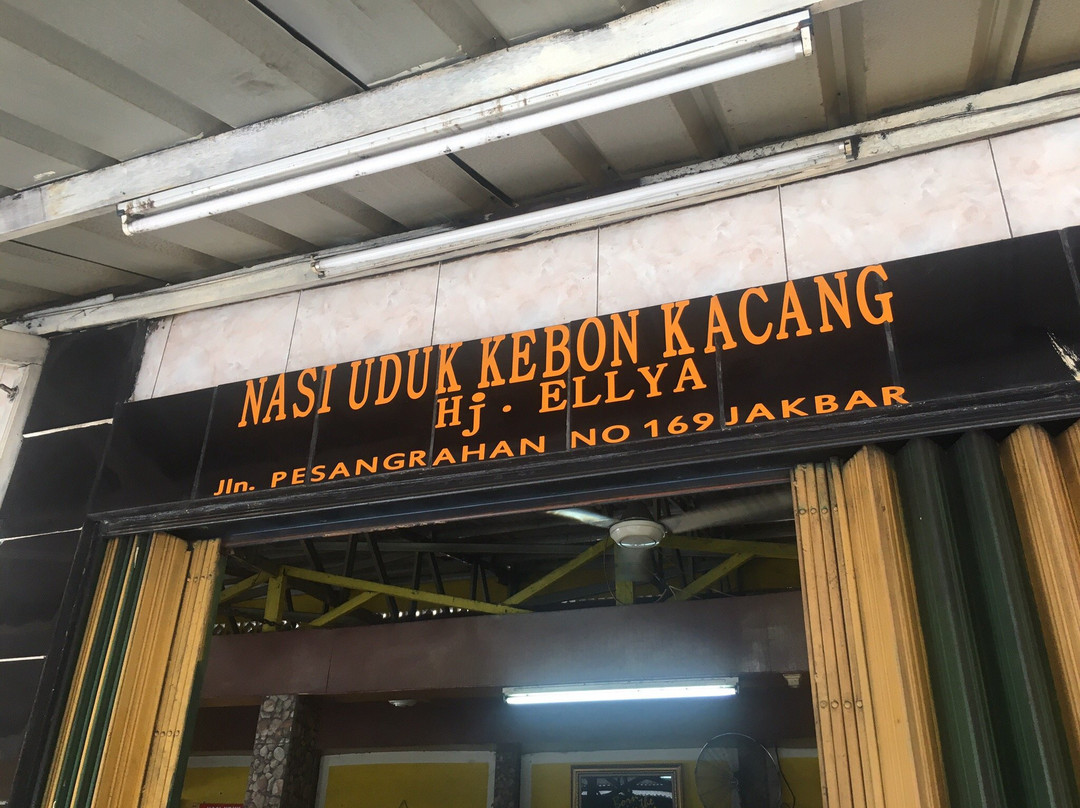 NASI UDUK KEBON KACANG
Hj. ELLYA
Jln. PESANGRAHAN NO 169 JAKBAR